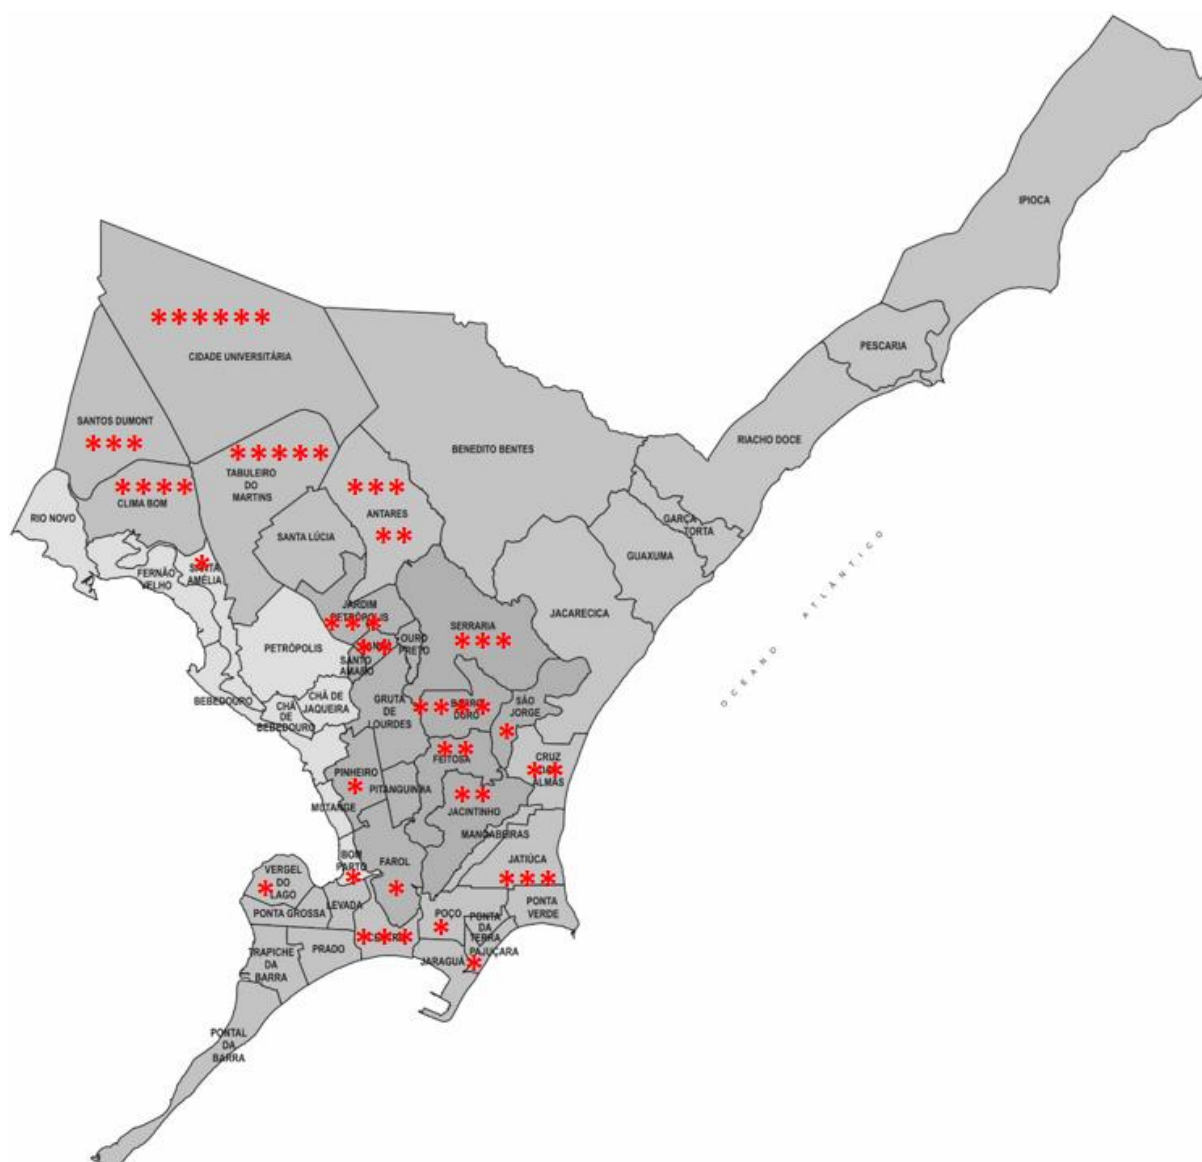 IPIOCA
PESCARIA
CIDADE UNIVERSITÁRIA
******
SANTOS DUMONT
***
RIACHO DOCE
BENEDITO BENTES
*****
TABULEIRO
DO
MARTINS
****
CLIMA BOM
***
ANTARES
**
RIO NOVO
GARÇA
TORTA
SANTA LÚCIA
GUAXUMA
OCEANO ATLÂNTICO
FERNÃO
VELHO
*
AMÉLIA
JARDIM
PETRÓPOLIS
***
JACARECICA
SERRARIA
***
OURO
PRETO
**
PETRÓPOLIS
SANTO
AMARO
BEBEDOURO
CHÃ DE
JAQUEIRA
CHÃ
DE
BEBEDOURO
GRUTA
DE
LOURDES
****
DURO
SÃO
JORGE
*
**
FEITOSA
CRUZ
**
ALMAS
PINHEIRO
*
PITANGUINHA
MUTANGE
**
JACINTINHO
MANGABEIRAS
BOM
PARTO
*
FAROL
*
JATIÚCA
***
VERGEL
DO
LAGO
*
PONTA GROSSA
LEVADA
POÇO
*
PONTA
DA
TERRA
PONTA
VERDE
***
PRADO
TRAPICHE
DA
BARRA
JARAGUÁ
PAJUÇARA
*
PONTAL
DA
BARRA